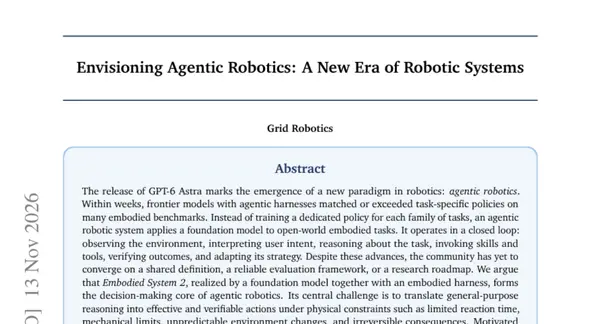 Envisioning Agentic Robotics: A New Era of Robotic Systems
Grid Robotics
Abstract
The release of GPT-6 Astra marks the emergence of a new paradigm in robotics: agentic robotics.
Within weeks, frontier models with agentic harnesses matched or exceeded task-specific policies on
many embodied benchmarks. Instead of training a dedicated policy for each family of tasks, an agentic
robotic system applies a foundation model to open-world embodied tasks. It operates in a closed loop:
observing the environment, interpreting user intent, reasoning about the task, invoking skills and
tools, verifying outcomes, and adapting its strategy. Despite these advances, the community has yet to
converge on a shared definition, a reliable evaluation framework, or a research roadmap. We argue
that Embodied System 2, realized by a foundation model together with an embodied harness, forms
the decision-making core of agentic robotics. Its central challenge is to translate general-purpose
reasoning into effective and verifiable actions under physical constraints such as limited reaction time,
mechanical limits, unpredictable environment changes, and irreversible consequences. Motivated
] 13 Nov 2026